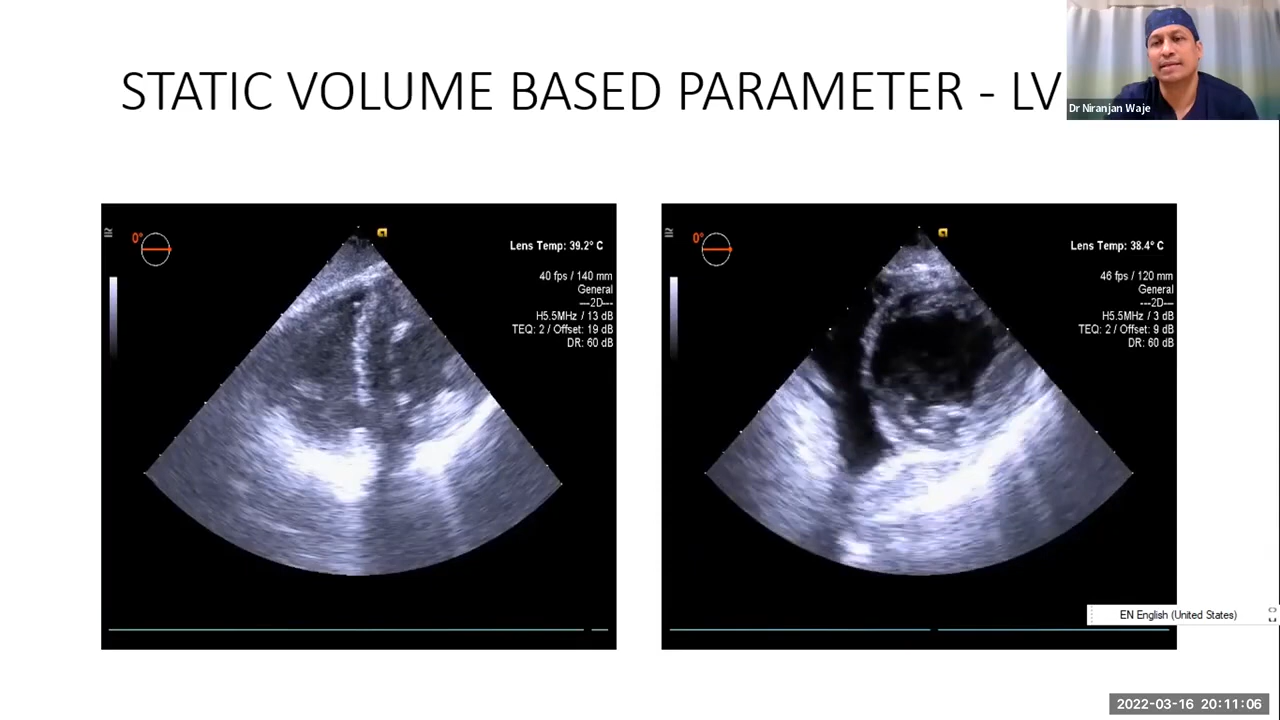 STATIC VOLUME BASED PARAMETER - LV
Dr Niranjan Waje
0°
Lens Temp: 39.2° C
40 fps / 140 mm
General
---2D---
H5.5MHz / 13 dB
TEQ: 2 / Offset: 19 dB
DR: 60 dB
0°
Lens Temp: 38.4° C
46 fps / 120 mm
General
---2D---
H5.5MHz / 3 dB
TEQ: 2 / Offset: 9 dB
DR: 60 dB
EN English (United States)
2022-03-16 20:11:06